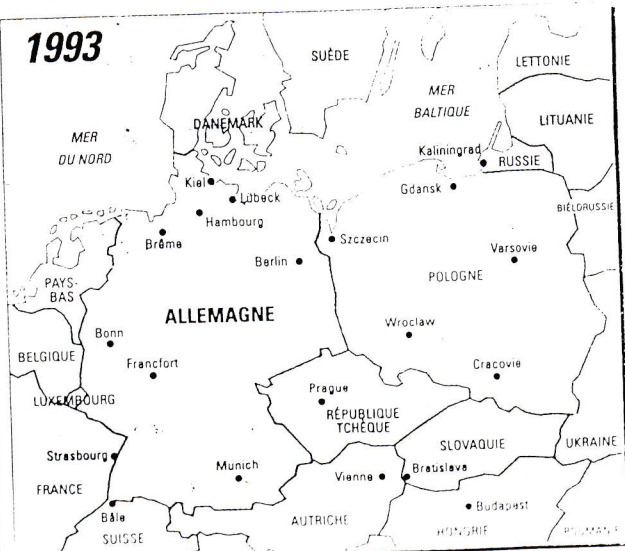 1993
SUÈDE
LETTONIE
MER
BALTIQUE
LITUANIE
DANEMARK
MER
DU NORD
Kaliningrad
RUSSIE
Kiel
Gdansk
Lübeck
Hambourg
BIÉLORUSSIE
Brême
Szczecin
Varsovie
Berlin
POLOGNE
PAYS-
BAS
ALLEMAGNE
Bonn
Wroclaw
BELGIQUE
Francfort
Cracovie
Prague
LUXEMBOURG
RÉPUBLIQUE
TCHÈQUE
SLOVAQUIE
UKRAINE
Strasbourg
Munich
Vienne
Bratislava
FRANCE
Bâle
AUTRICHE
Budapest
SUISSE
HONGRIE
ROUMANIE